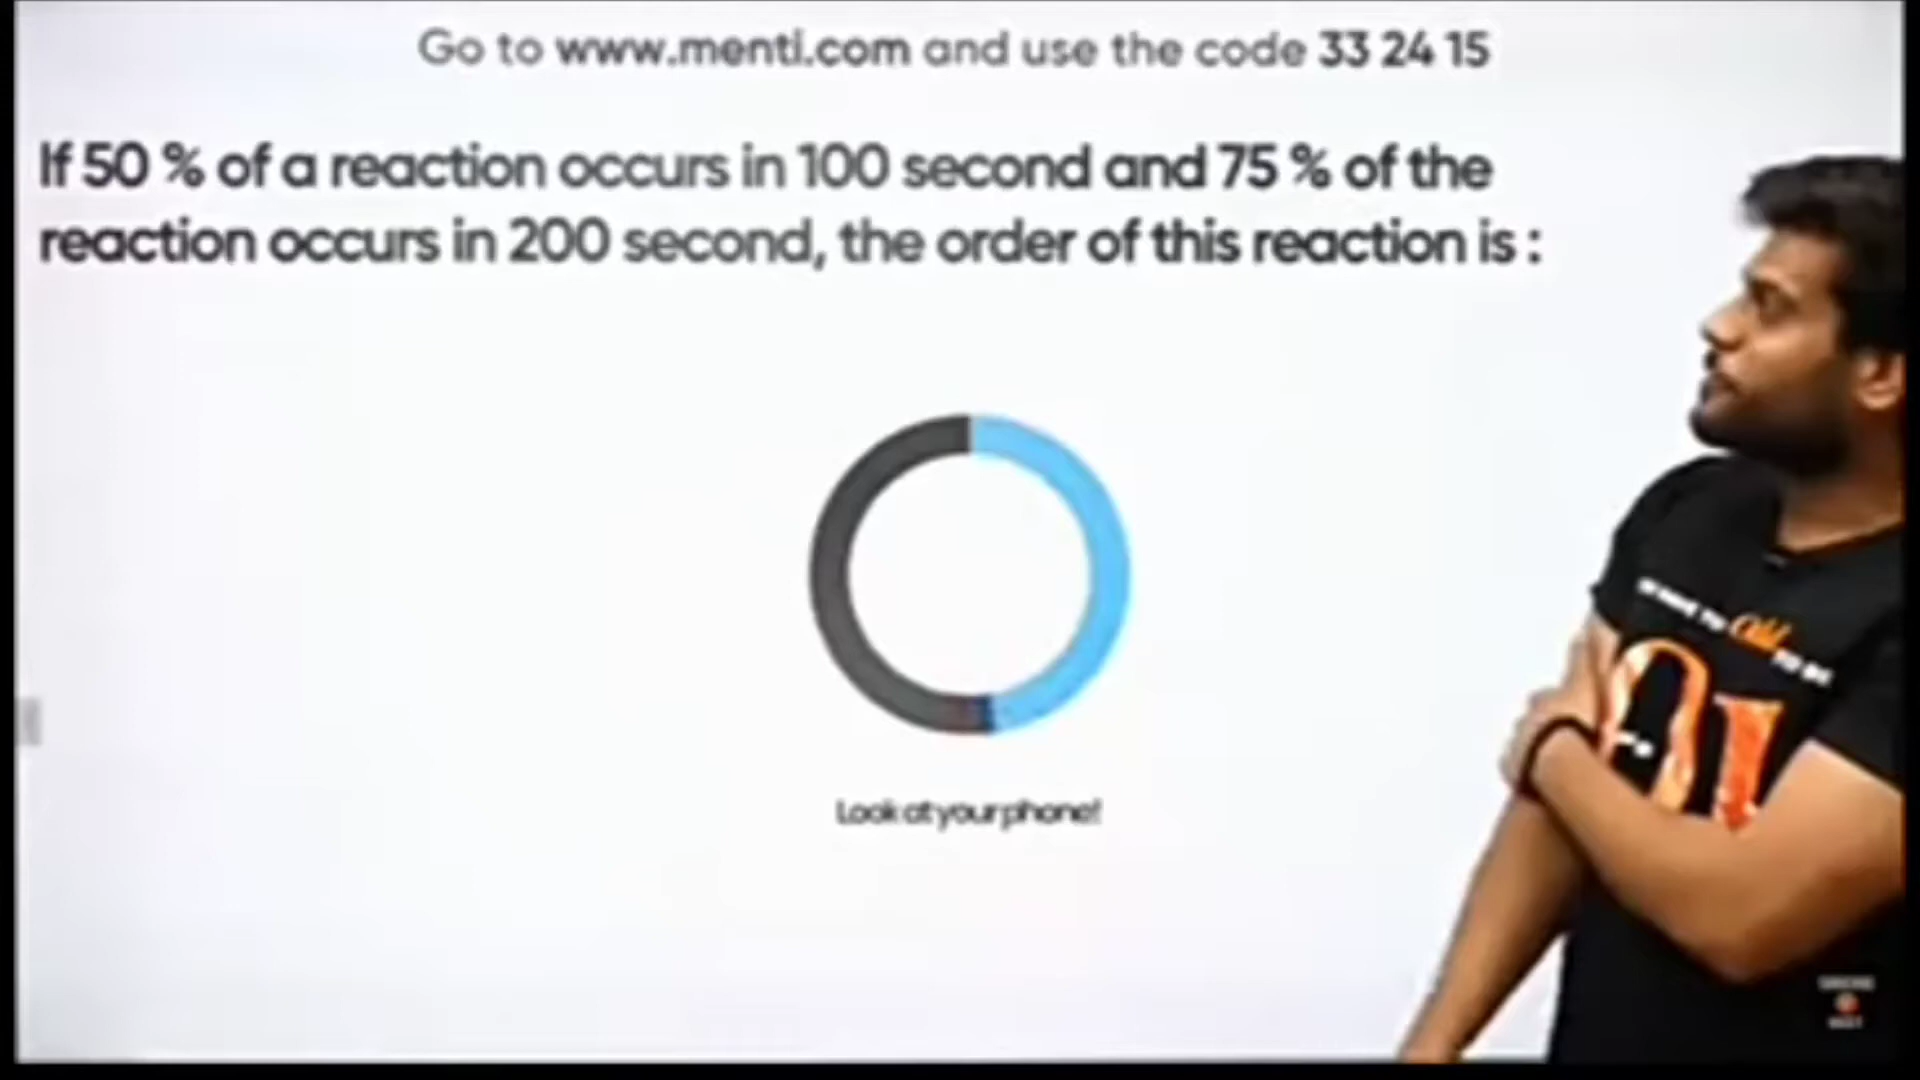 Go to www.menti.com and use the code 33 24 15
If 50 % of a reaction occurs in 100 second and 75 % of the
reaction occurs in 200 second, the order of this reaction is :
Look at your phone!